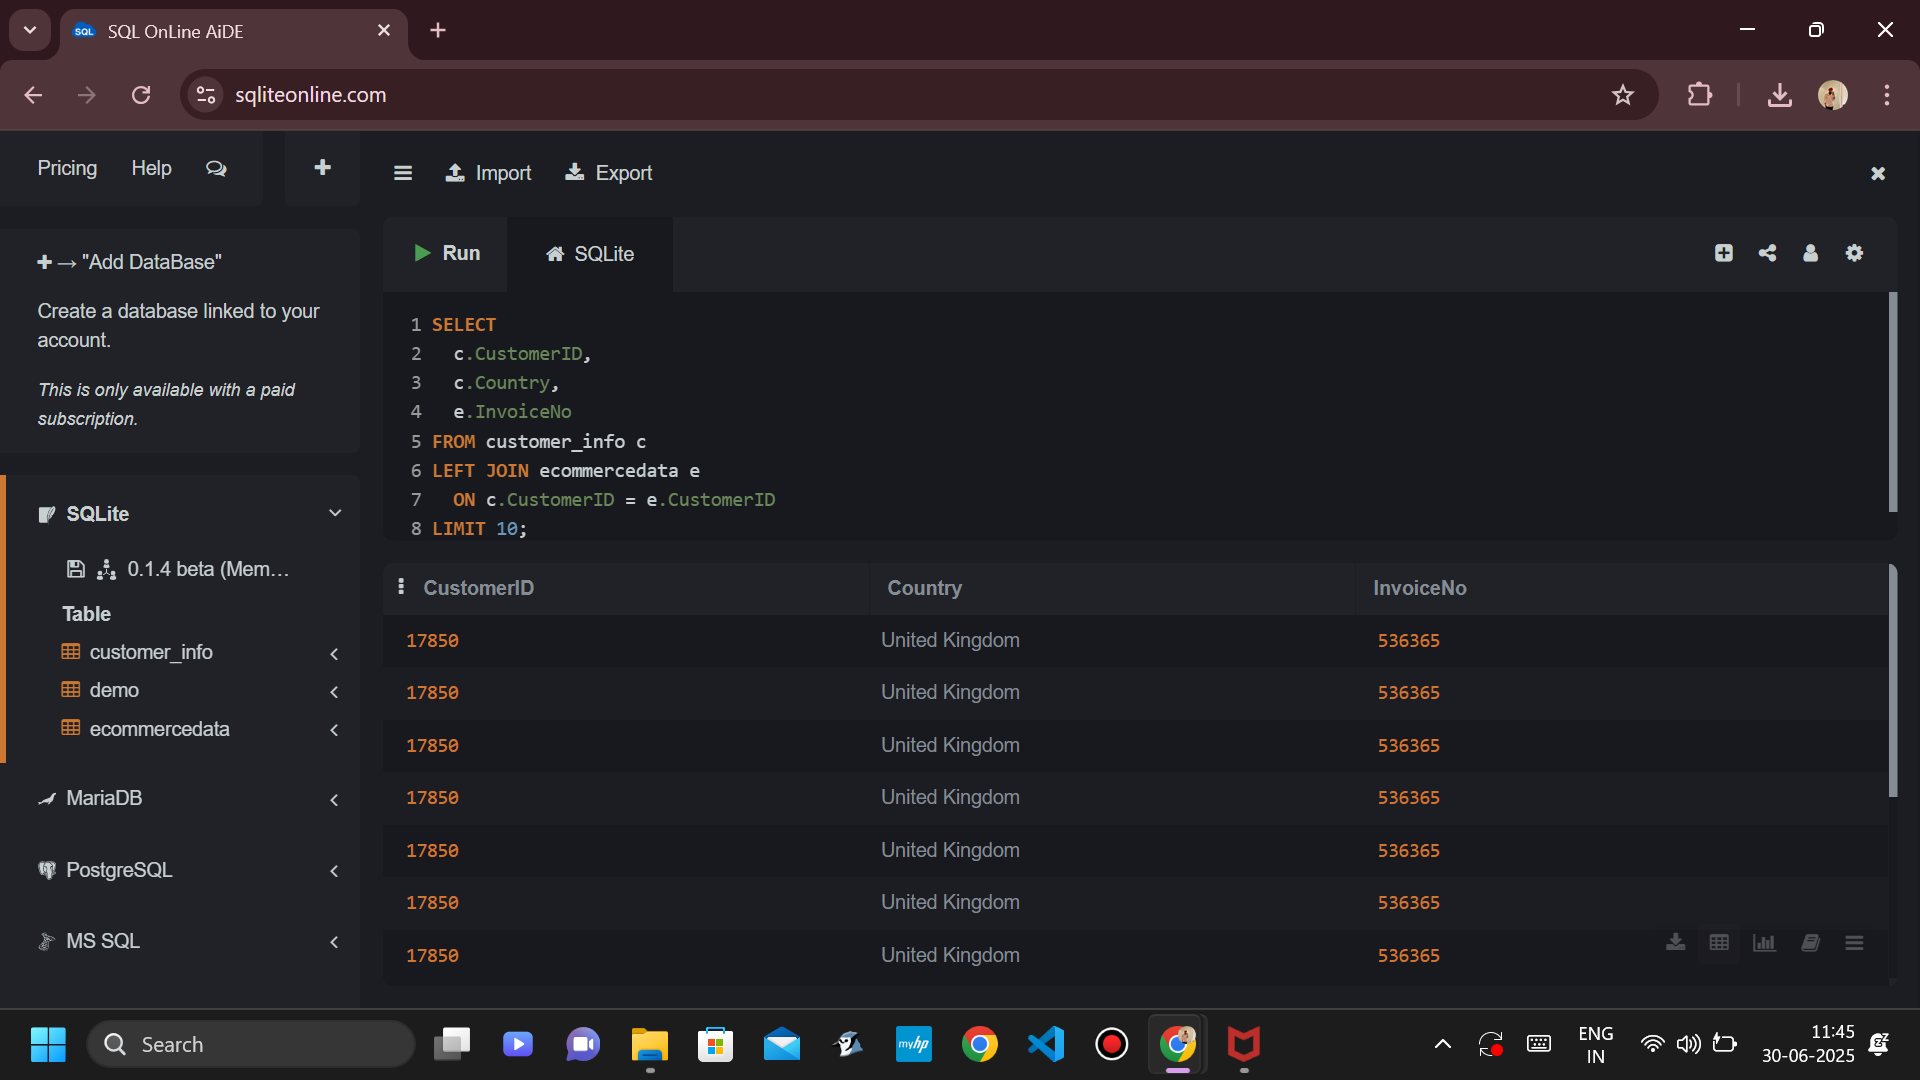 SQL OnLine AiDE
sqliteonline.com
Pricing Help
Import Export
+ → "Add DataBase"
Create a database linked to your
account.
This is only available with a paid
subscription.
SQLite
0.1.4 beta (Mem...
Table
customer_info
demo
ecommercedata
MariaDB
PostgreSQL
MS SQL
Run SQLite
1 SELECT
2 c.CustomerID,
3 c.Country,
4 e.InvoiceNo
5 FROM customer_info c
6 LEFT JOIN ecommercedata e
7 ON c.CustomerID = e.CustomerID
8 LIMIT 10;
CustomerID Country InvoiceNo
17850 United Kingdom 536365
17850 United Kingdom 536365
17850 United Kingdom 536365
17850 United Kingdom 536365
17850 United Kingdom 536365
17850 United Kingdom 536365
17850 United Kingdom 536365
Search
myhp
ENG
IN
11:45
30-06-2025